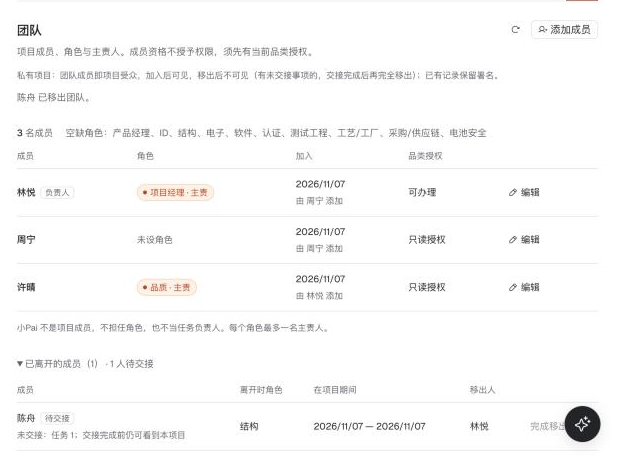 团队
添加成员
项目成员、角色与主责人。成员资格不授予权限，须先有当前品类授权。
私有项目：团队成员即项目受众，加入后可见，移出后不可见（有未交接事项的，交接完成后再完全移出）；已有记录保留署名。
陈舟 已移出团队。
3 名成员 空缺角色：产品经理、ID、结构、电子、软件、认证、测试工程、工艺/工厂、采购/供应链、电池安全
成员 角色 加入 品类授权
林悦 负责人 项目经理 · 主责 2026/11/07 可办理 编辑
由 周宁 添加
周宁 未设角色 2026/11/07 只读授权 编辑
由 周宁 添加
许晴 品质 · 主责 2026/11/07 只读授权 编辑
由 林悦 添加
小Pai 不是项目成员，不担任角色，也不当任务负责人。每个角色最多一名主责人。
▼已离开的成员（1） · 1 人待交接
成员 离开时角色 在项目期间 移出人
陈舟 待交接 结构 2026/11/07 — 2026/11/07 林悦 完成移
未交接：任务 1；交接完成前仍可看到本项目